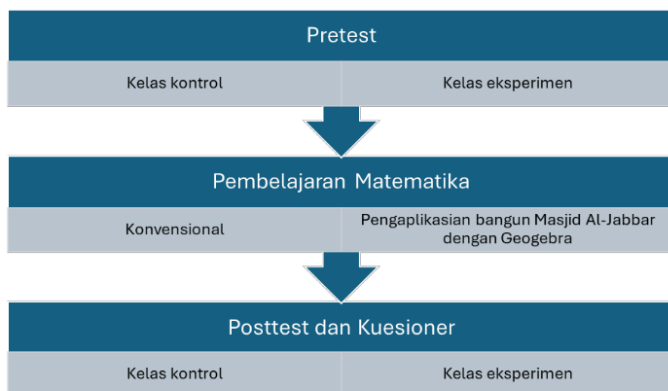 Pretest
Kelas kontrol
Kelas eksperimen
Pembelajaran Matematika
Konvensional
Pengaplikasian bangun Masjid Al-Jabbar
dengan Geogebra
Posttest dan Kuesioner
Kelas kontrol
Kelas eksperimen